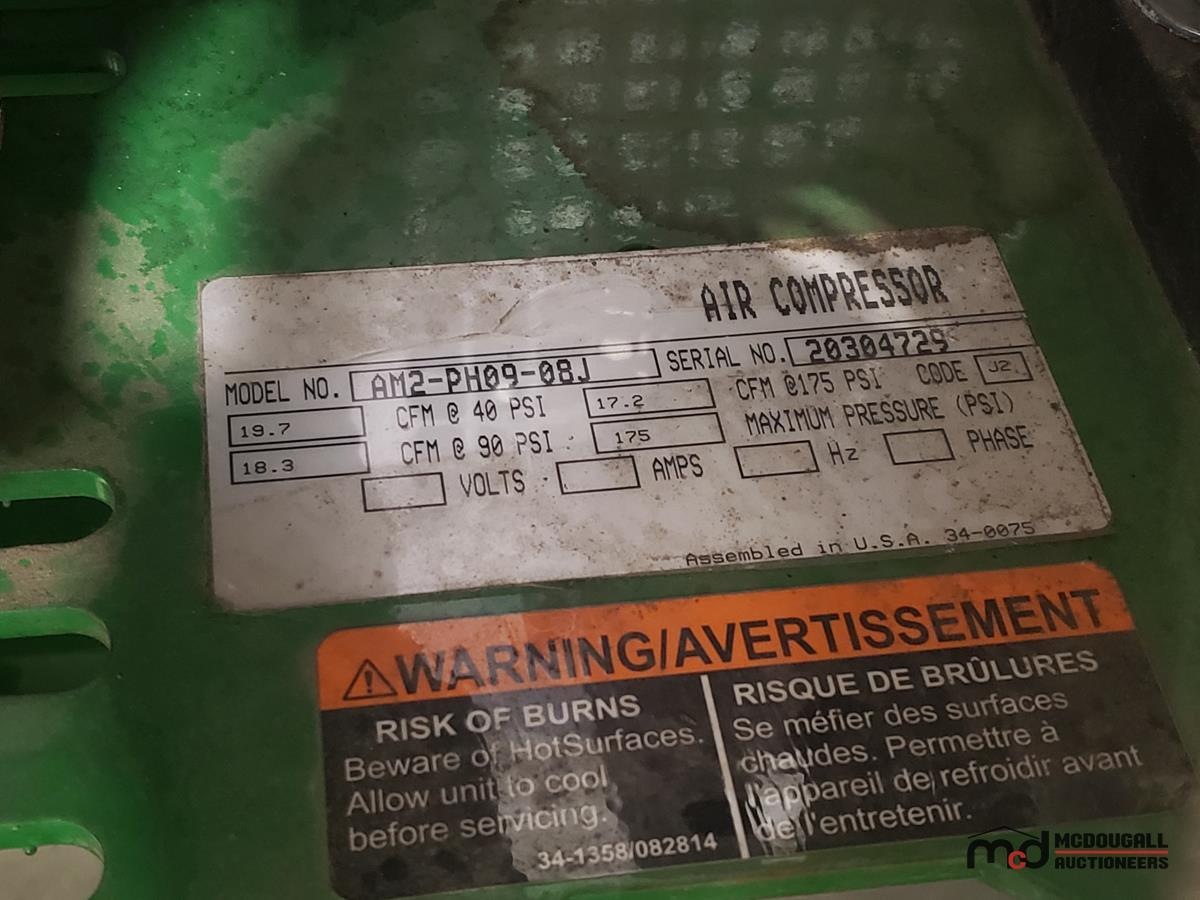 AIR COMPRESSOR
MODEL NO. AM2-PH09-08J SERIAL NO. 20304729
19.7 CFM @ 40 PSI 17.2 CFM @175 PSI CODE J2
18.3 CFM @ 90 PSI 175 MAXIMUM PRESSURE (PSI)
VOLTS AMPS Hz PHASE
Assembled in U.S.A. 34-0075
WARNING/AVERTISSEMENT
RISK OF BURNS
Beware of HotSurfaces.
Allow unit to cool
before servicing.
34-1358/082814
RISQUE DE BRÛLURES
Se méfier des surfaces
chaudes. Permettre à
l'appareil de refroidir avant
de l'entretenir.
mcd MCDOUGALL
AUCTIONEERS